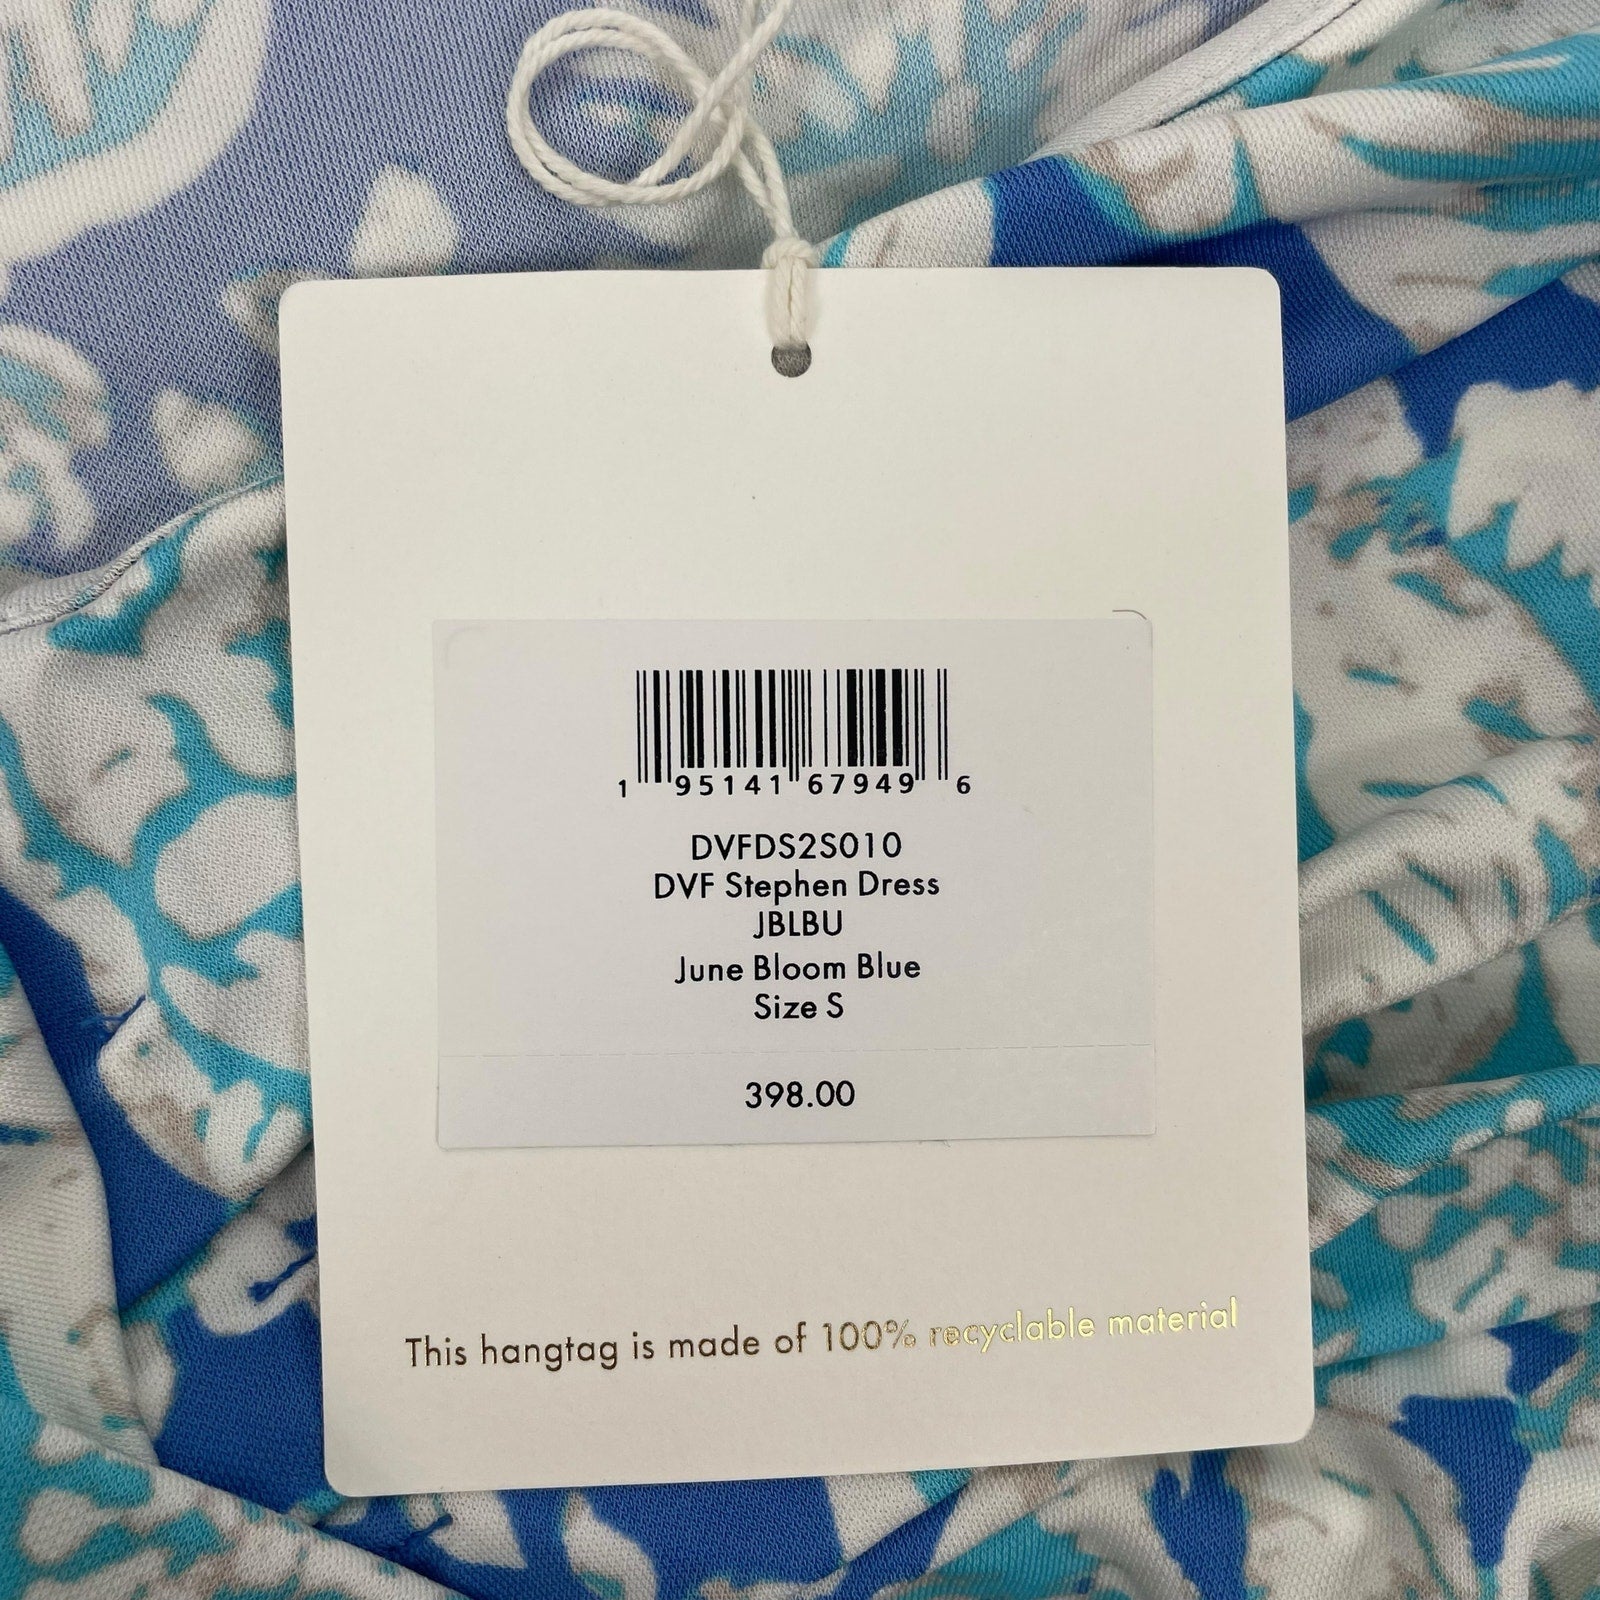 1 95141 67949 6
DVFDS2S010
DVF Stephen Dress
JBLBU
June Bloom Blue
Size S
398.00
This hangtag is made of 100% recyclable material